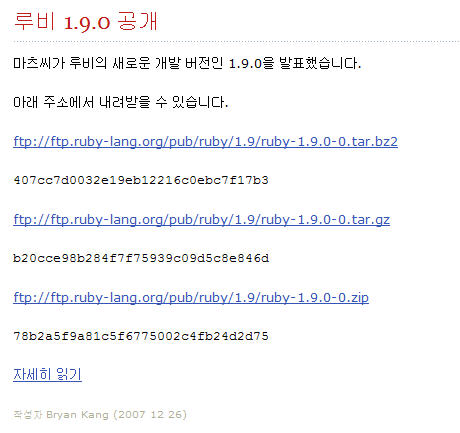 루비 1.9.0 공개
마츠씨가 루비의 새로운 개발 버전인 1.9.0을 발표했습니다.
아래 주소에서 내려받을 수 있습니다.
ftp://ftp.ruby-lang.org/pub/ruby/1.9/ruby-1.9.0-0.tar.bz2
407cc7d0032e19eb12216c0ebc7f17b3
ftp://ftp.ruby-lang.org/pub/ruby/1.9/ruby-1.9.0-0.tar.gz
b20cce98b284f7f75939c09d5c8e846d
ftp://ftp.ruby-lang.org/pub/ruby/1.9/ruby-1.9.0-0.zip
78b2a5f9a81c5f6775002c4fb24d2d75
자세히 읽기
작성자 Bryan Kang (2007 12 26)